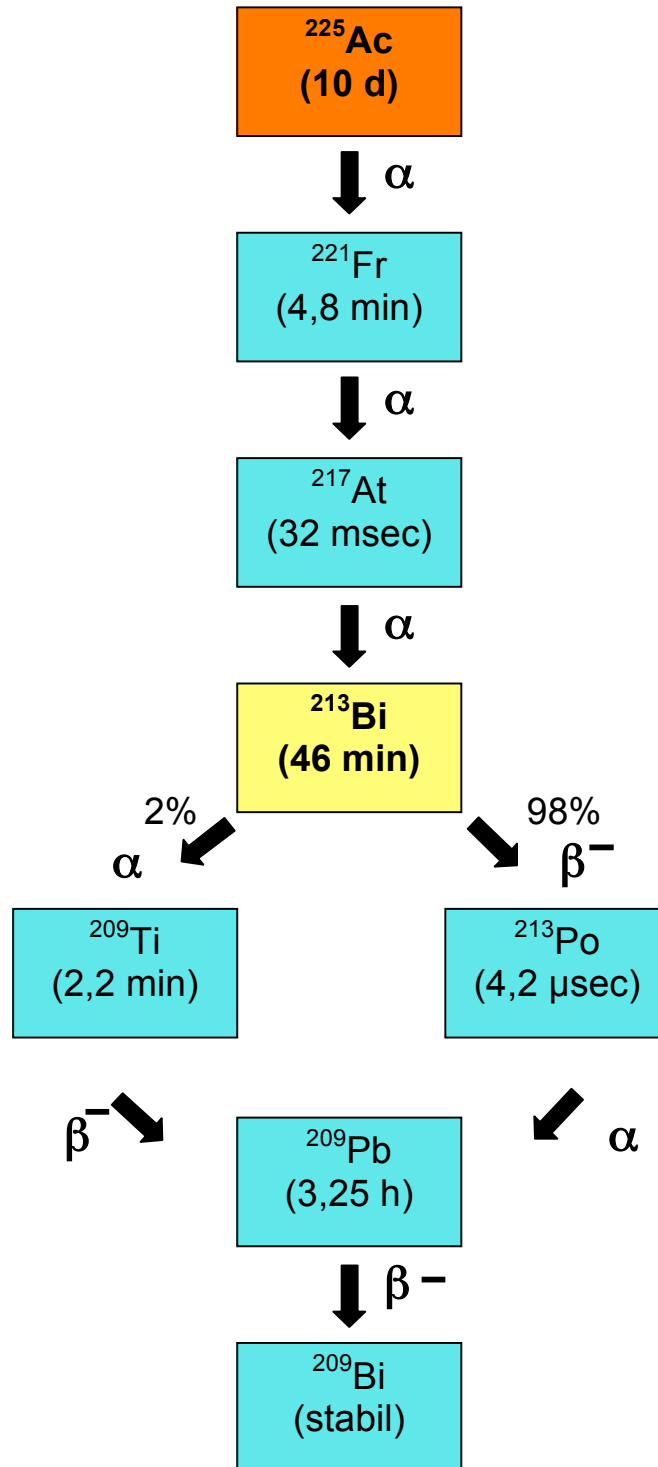 ²²⁵Ac
(10 d)
α
²²¹Fr
(4,8 min)
α
²¹⁷At
(32 msec)
α
²¹³Bi
(46 min)
2%
98%
α
β⁻
²⁰⁹Ti
(2,2 min)
²¹³Po
(4,2 µsec)
β⁻
α
²⁰⁹Pb
(3,25 h)
β⁻
²⁰⁹Bi
(stabil)